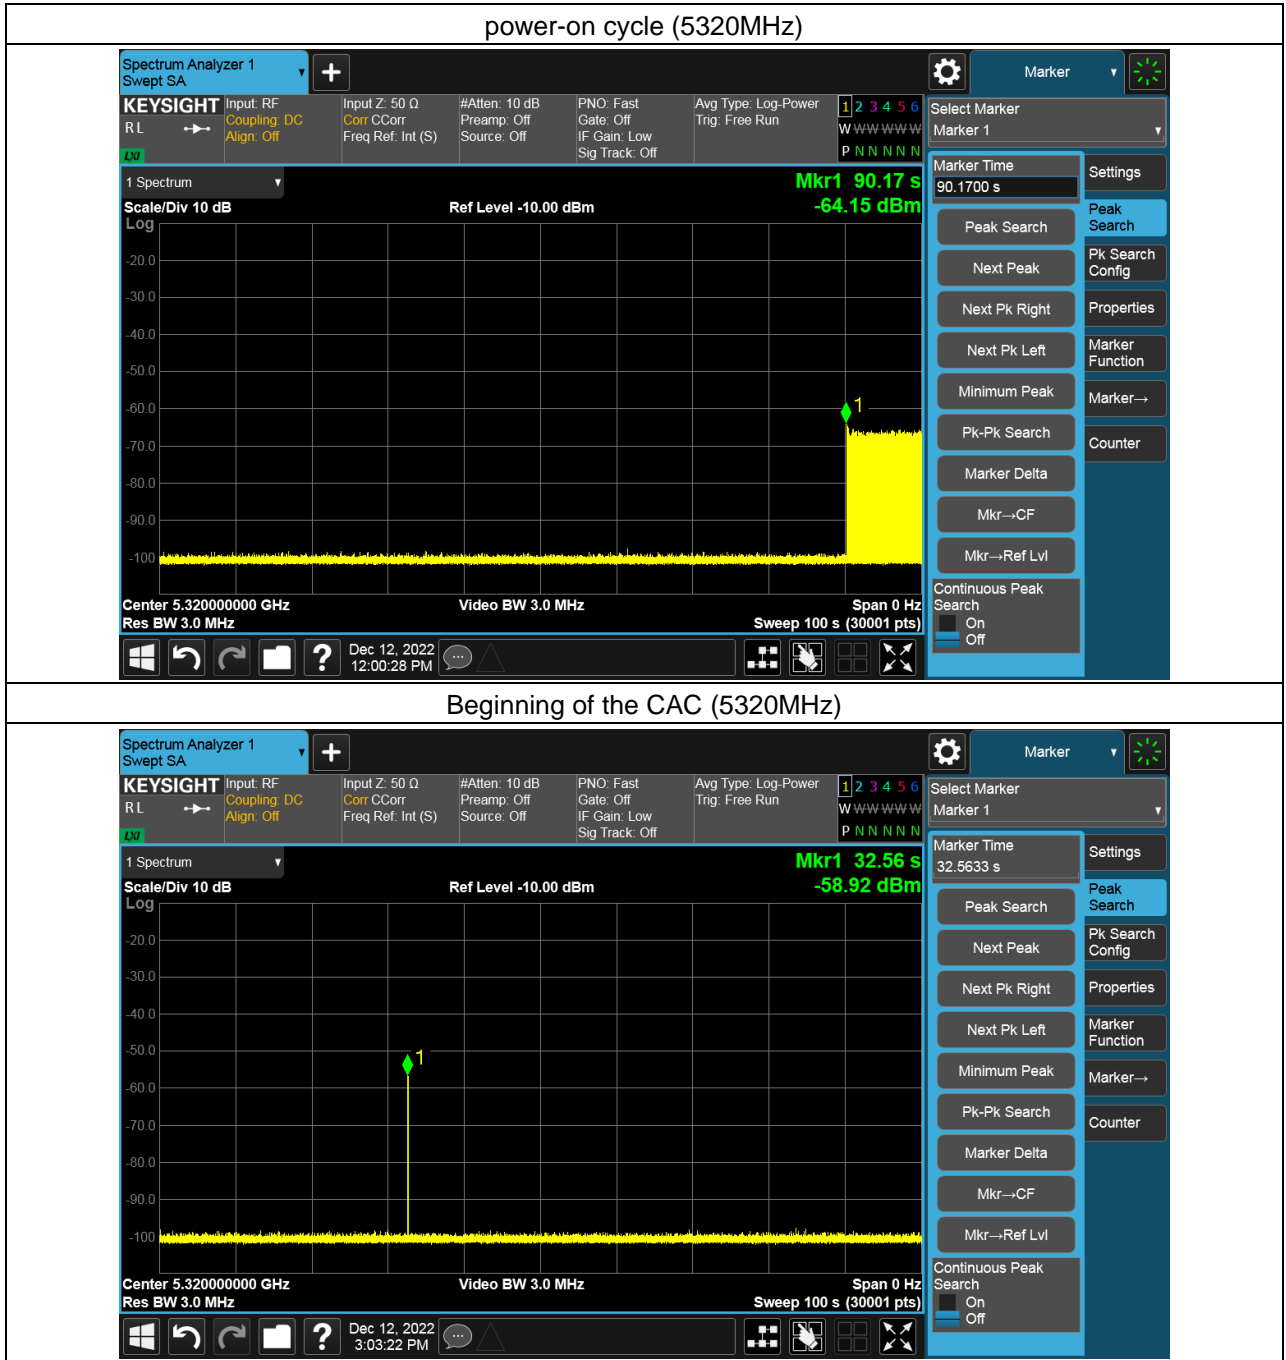 power-on cycle (5320MHz)
Spectrum Analyzer 1
Swept SA
Marker
KEYSIGHT
RL
LXI
Input: RF
Coupling: DC
Align: Off
Input Z: 50 Ω
Corr CCorr
Freq Ref: Int (S)
#Atten: 10 dB
Preamp: Off
Source: Off
PNO: Fast
Gate: Off
IF Gain: Low
Sig Track: Off
Avg Type: Log-Power
Trig: Free Run
1 2 3 4 5 6
W W W W W W
P N N N N N
Select Marker
Marker 1
1 Spectrum
Mkr1 90.17 s
-64.15 dBm
Scale/Div 10 dB
Ref Level -10.00 dBm
Log
-20.0
-30.0
-40.0
-50.0
-60.0
-70.0
-80.0
-90.0
-100
1
Center 5.320000000 GHz
Video BW 3.0 MHz
Span 0 Hz
Res BW 3.0 MHz
Sweep 100 s (30001 pts)
Marker Time
90.1700 s
Peak Search
Next Peak
Next Pk Right
Next Pk Left
Minimum Peak
Pk-Pk Search
Marker Delta
Mkr→CF
Mkr→Ref Lvl
Continuous Peak
Search
On
Off
Settings
Peak
Search
Pk Search
Config
Properties
Marker
Function
Marker→
Counter
?
Dec 12, 2022
12:00:28 PM
Beginning of the CAC (5320MHz)
Spectrum Analyzer 1
Swept SA
Marker
KEYSIGHT
RL
LXI
Input: RF
Coupling: DC
Align: Off
Input Z: 50 Ω
Corr CCorr
Freq Ref: Int (S)
#Atten: 10 dB
Preamp: Off
Source: Off
PNO: Fast
Gate: Off
IF Gain: Low
Sig Track: Off
Avg Type: Log-Power
Trig: Free Run
1 2 3 4 5 6
W W W W W W
P N N N N N
Select Marker
Marker 1
1 Spectrum
Mkr1 32.56 s
-58.92 dBm
Scale/Div 10 dB
Ref Level -10.00 dBm
Log
-20.0
-30.0
-40.0
-50.0
-60.0
-70.0
-80.0
-90.0
-100
1
Center 5.320000000 GHz
Video BW 3.0 MHz
Span 0 Hz
Res BW 3.0 MHz
Sweep 100 s (30001 pts)
Marker Time
32.5633 s
Peak Search
Next Peak
Next Pk Right
Next Pk Left
Minimum Peak
Pk-Pk Search
Marker Delta
Mkr→CF
Mkr→Ref Lvl
Continuous Peak
Search
On
Off
Settings
Peak
Search
Pk Search
Config
Properties
Marker
Function
Marker→
Counter
?
Dec 12, 2022
3:03:22 PM